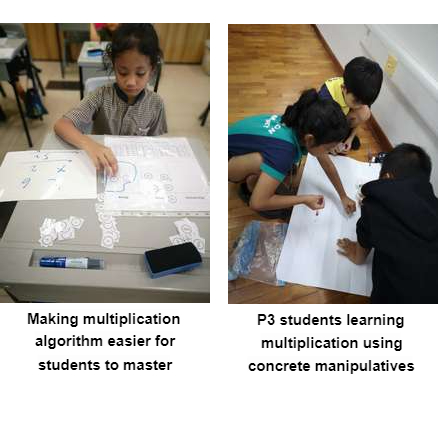 Making multiplication
algorithm easier for
students to master
P3 students learning
multiplication using
concrete manipulatives